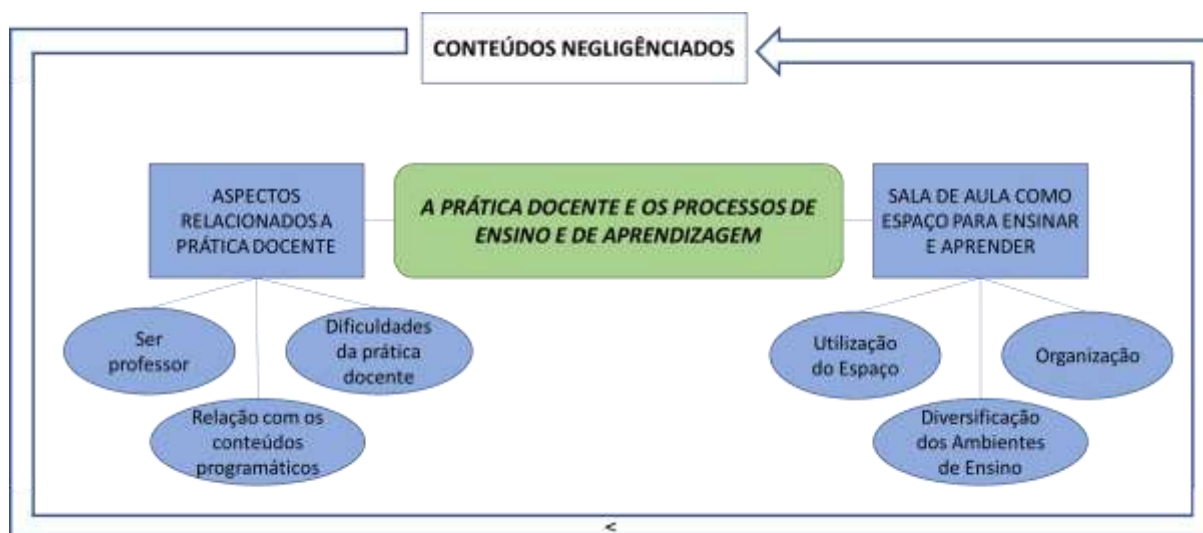 CONTEÚDOS NEGLIGÊNCIADOS
ASPECTOS
RELACIONADOS A
PRÁTICA DOCENTE
A PRÁTICA DOCENTE E OS PROCESSOS DE
ENSINO E DE APRENDIZAGEM
SALA DE AULA COMO
ESPAÇO PARA ENSINAR
E APRENDER
Ser
professor
Dificuldades
da prática
docente
Relação com os
conteúdos
programáticos
Utilização
do Espaço
Organização
Diversificação
dos Ambientes
de Ensino
<